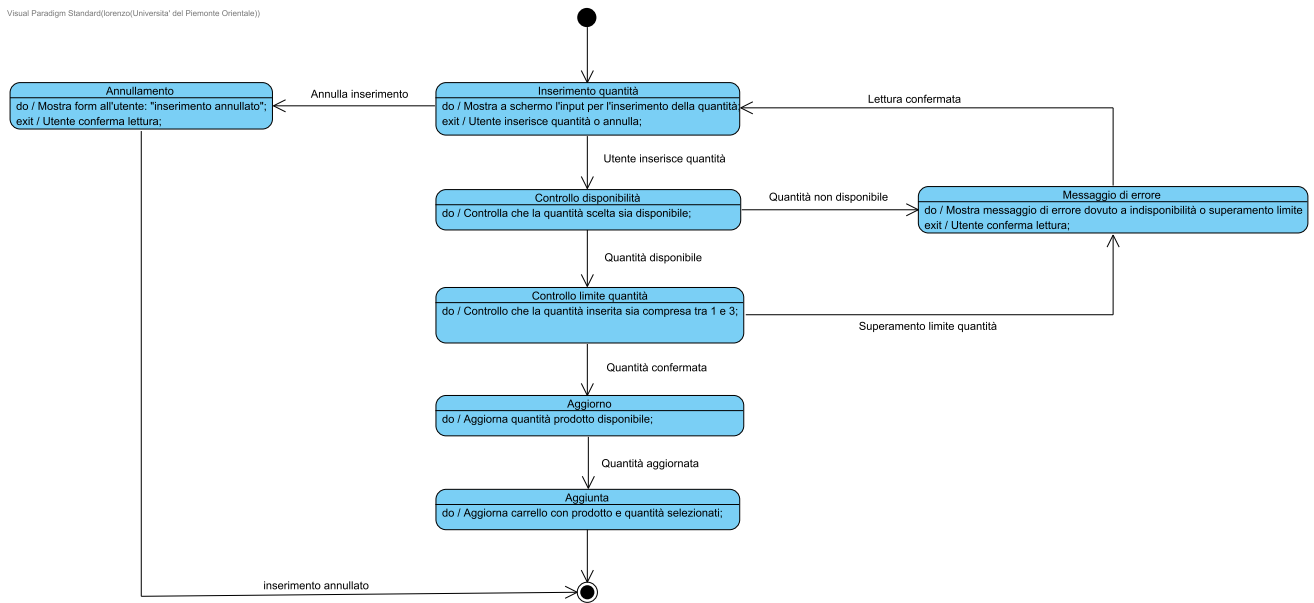 Visual Paradigm Standard(lorenzo(Universita' del Piemonte Orientale))
Annullamento
do / Mostra form all'utente: "inserimento annullato";
exit / Utente conferma lettura;
Annulla inserimento
Inserimento quantità
do / Mostra a schermo l'input per l'inserimento della quantità;
exit / Utente inserisce quantità o annulla;
Lettura confermata
Utente inserisce quantità
Controllo disponibilità
do / Controlla che la quantità scelta sia disponibile;
Quantità non disponibile
Messaggio di errore
do / Mostra messaggio di errore dovuto a indisponibilità o superamento limite
exit / Utente conferma lettura;
Quantità disponibile
Controllo limite quantità
do / Controllo che la quantità inserita sia compresa tra 1 e 3;
Superamento limite quantità
Quantità confermata
Aggiorno
do / Aggiorna quantità prodotto disponibile;
Quantità aggiornata
Aggiunta
do / Aggiorna carrello con prodotto e quantità selezionati;
inserimento annullato